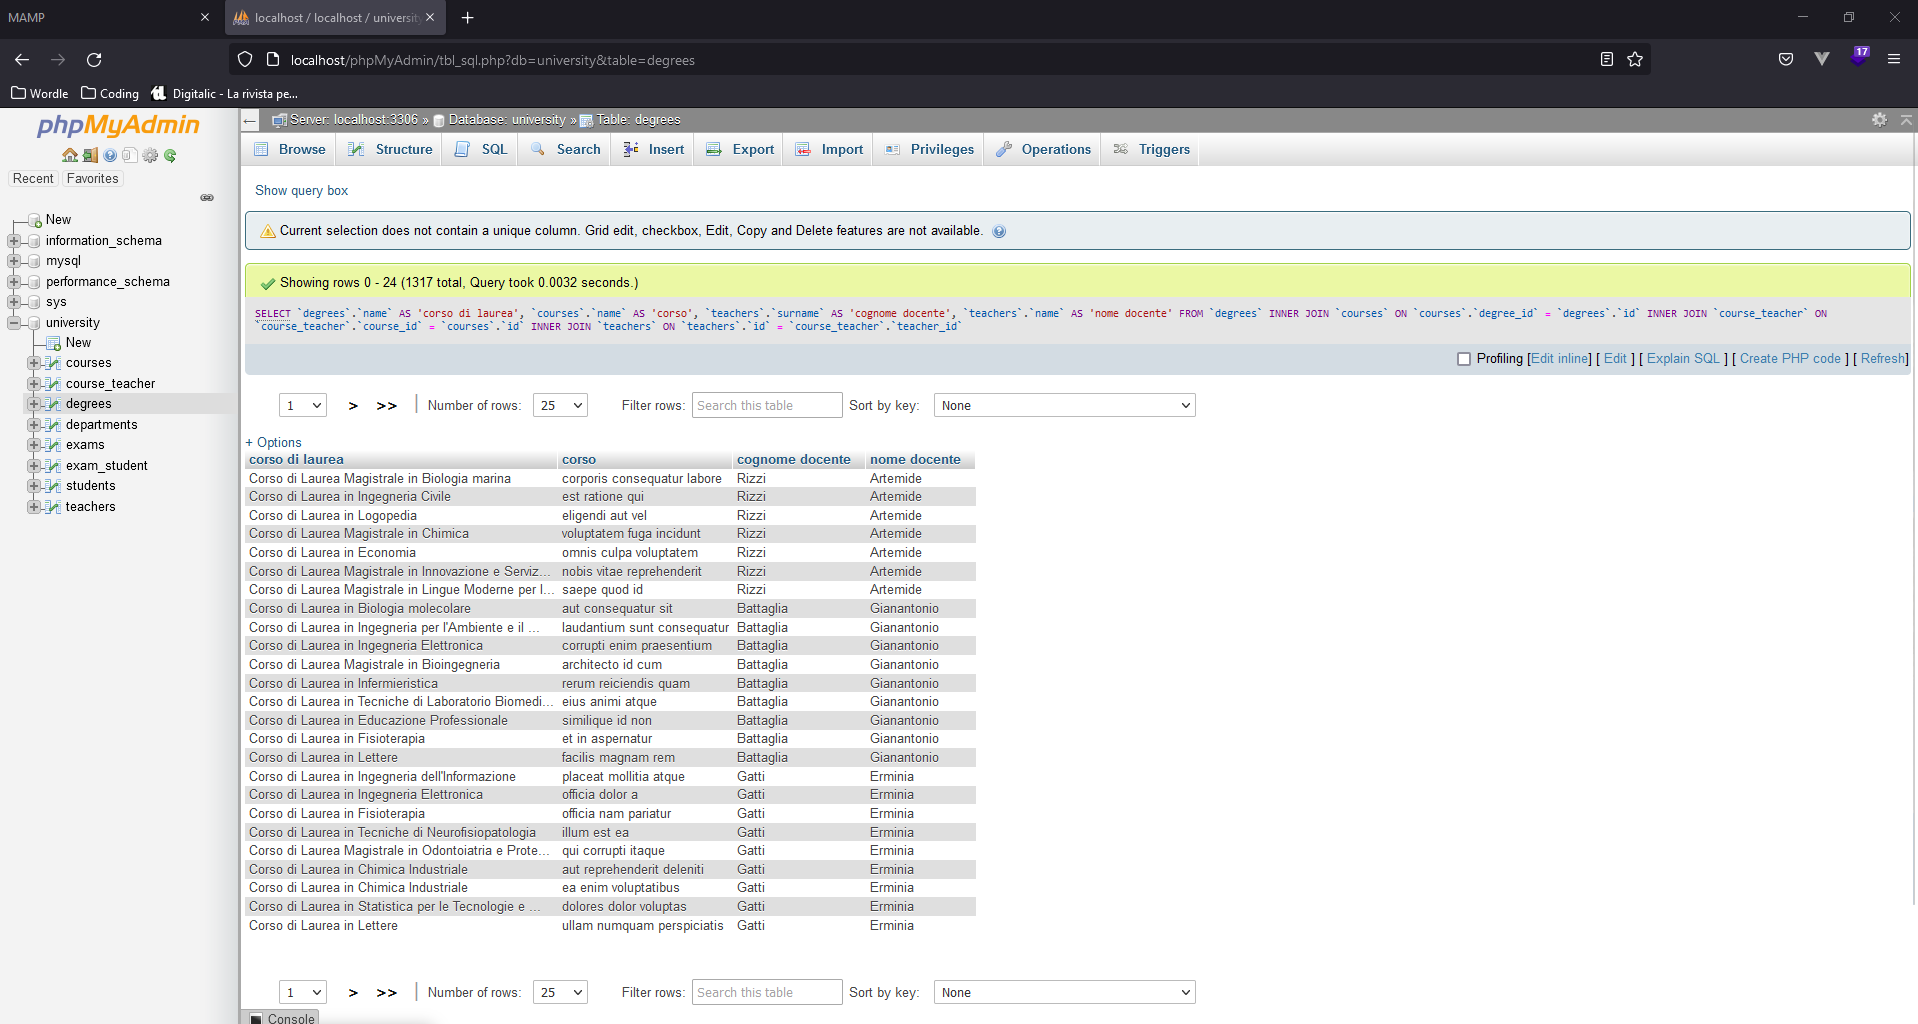 MAMP
localhost / localhost / university
localhost/phpMyAdmin/tbl_sql.php?db=university&table=degrees
17
Wordle Coding Digitalic - La rivista pe...
phpMyAdmin
Recent Favorites
New
information_schema
mysql
performance_schema
sys
university
New
courses
course_teacher
degrees
departments
exams
exam_student
students
teachers
Server: localhost:3306 » Database: university » Table: degrees
Browse Structure SQL Search Insert Export Import Privileges Operations Triggers
Show query box
Current selection does not contain a unique column. Grid edit, checkbox, Edit, Copy and Delete features are not available.
Showing rows 0 - 24 (1317 total, Query took 0.0032 seconds.)
SELECT `degrees`.`name` AS 'corso di laurea', `courses`.`name` AS 'corso', `teachers`.`surname` AS 'cognome docente', `teachers`.`name` AS 'nome docente' FROM `degrees` INNER JOIN `courses` ON `courses`.`degree_id` = `degrees`.`id` INNER JOIN `course_teacher` ON
`course_teacher`.`course_id` = `courses`.`id` INNER JOIN `teachers` ON `teachers`.`id` = `course_teacher`.`teacher_id`
Profiling [Edit inline] [ Edit ] [ Explain SQL ] [ Create PHP code ] [ Refresh]
1 > >> Number of rows: 25 Filter rows: Search this table Sort by key: None
+ Options
corso di laurea corso cognome docente nome docente
Corso di Laurea Magistrale in Biologia marina corporis consequatur labore Rizzi Artemide
Corso di Laurea in Ingegneria Civile est ratione qui Rizzi Artemide
Corso di Laurea in Logopedia eligendi aut vel Rizzi Artemide
Corso di Laurea Magistrale in Chimica voluptatem fuga incidunt Rizzi Artemide
Corso di Laurea in Economia omnis culpa voluptatem Rizzi Artemide
Corso di Laurea Magistrale in Innovazione e Serviz... nobis vitae reprehenderit Rizzi Artemide
Corso di Laurea Magistrale in Lingue Moderne per l... saepe quod id Rizzi Artemide
Corso di Laurea in Biologia molecolare aut consequatur sit Battaglia Gianantonio
Corso di Laurea in Ingegneria per l'Ambiente e il ... laudantium sunt consequatur Battaglia Gianantonio
Corso di Laurea in Ingegneria Elettronica corrupti enim praesentium Battaglia Gianantonio
Corso di Laurea Magistrale in Bioingegneria architecto id cum Battaglia Gianantonio
Corso di Laurea in Infermieristica rerum reiciendis quam Battaglia Gianantonio
Corso di Laurea in Tecniche di Laboratorio Biomedi... eius animi atque Battaglia Gianantonio
Corso di Laurea in Educazione Professionale similique id non Battaglia Gianantonio
Corso di Laurea in Fisioterapia et in aspernatur Battaglia Gianantonio
Corso di Laurea in Lettere facilis magnam rem Battaglia Gianantonio
Corso di Laurea in Ingegneria dell'Informazione placeat mollitia atque Gatti Erminia
Corso di Laurea in Ingegneria Elettronica officia dolor a Gatti Erminia
Corso di Laurea in Fisioterapia officia nam pariatur Gatti Erminia
Corso di Laurea in Tecniche di Neurofisiopatologia illum est ea Gatti Erminia
Corso di Laurea Magistrale in Odontoiatria e Prote... qui corrupti itaque Gatti Erminia
Corso di Laurea in Chimica Industriale aut reprehenderit deleniti Gatti Erminia
Corso di Laurea in Chimica Industriale ea enim voluptatibus Gatti Erminia
Corso di Laurea in Statistica per le Tecnologie e ... dolores dolor voluptas Gatti Erminia
Corso di Laurea in Lettere ullam numquam perspiciatis Gatti Erminia
1 > >> Number of rows: 25 Filter rows: Search this table Sort by key: None
Console